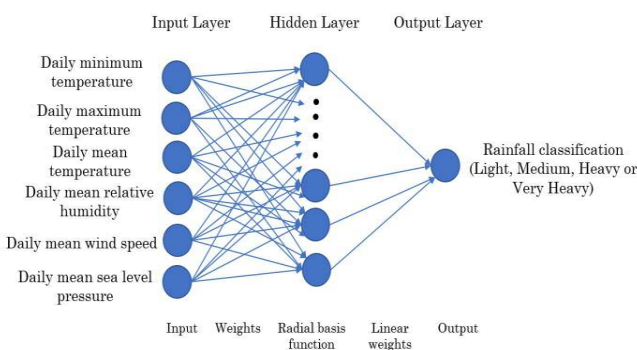 Input Layer
Hidden Layer
Output Layer
Daily minimum
temperature
Daily maximum
temperature
Daily mean
temperature
Daily mean relative
humidity
Daily mean wind speed
Daily mean sea level
pressure
Rainfall classification
(Light, Medium, Heavy or
Very Heavy)
Input
Weights
Radial basis
function
Linear
weights
Output